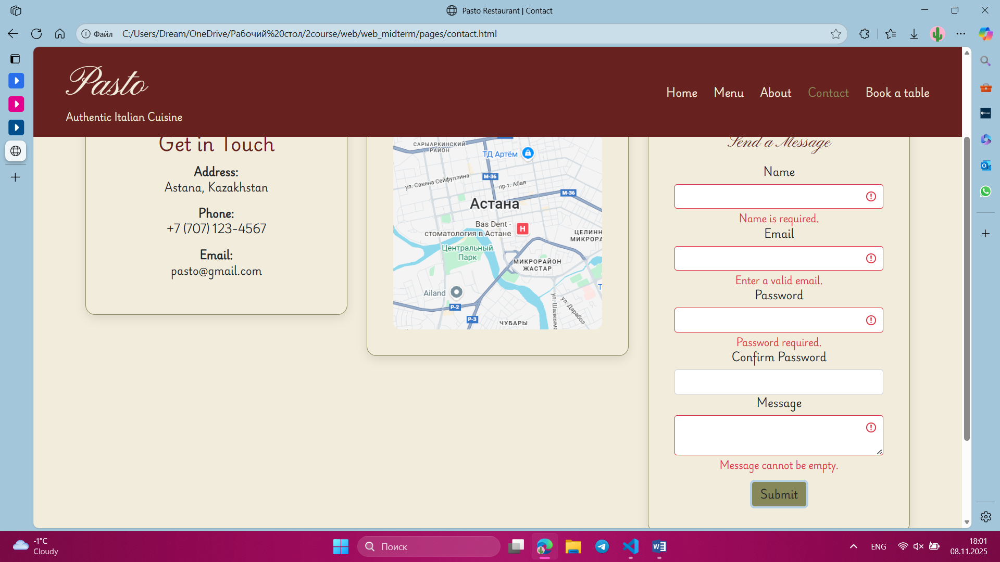 Pasto Restaurant | Contact
Файл C:/Users/Dream/OneDrive/Рабочий%20стол/2course/web/web_midterm/pages/contact.html
Pasto
Authentic Italian Cuisine
Home Menu About Contact Book a table
Get in Touch
Address:
Astana, Kazakhstan
Phone:
+7 (707) 123-4567
Email:
pasto@gmail.com
САРЫАРКИНСКИЙ
РАЙОН
ТД Артём
М-36
ул. Сакена Сейфуллина
пр-т. Абая
М-36
Астана
Bas Dent -
стоматология в Астане
H
ЦЕЛИНН
МИКРОРА
Центральный
Парк
МИКРОРАЙОН
ЖАСТАР
Ailand
Р-2
Р-3
ЧУБАРЫ
ул. Шалкыма
ул. Дарабоз
Т
Send a Message
Name
Name is required.
Email
Enter a valid email.
Password
Password required.
Confirm Password
Message
Message cannot be empty.
Submit
-1°C
Cloudy
Поиск
ENG
18:01
08.11.2025